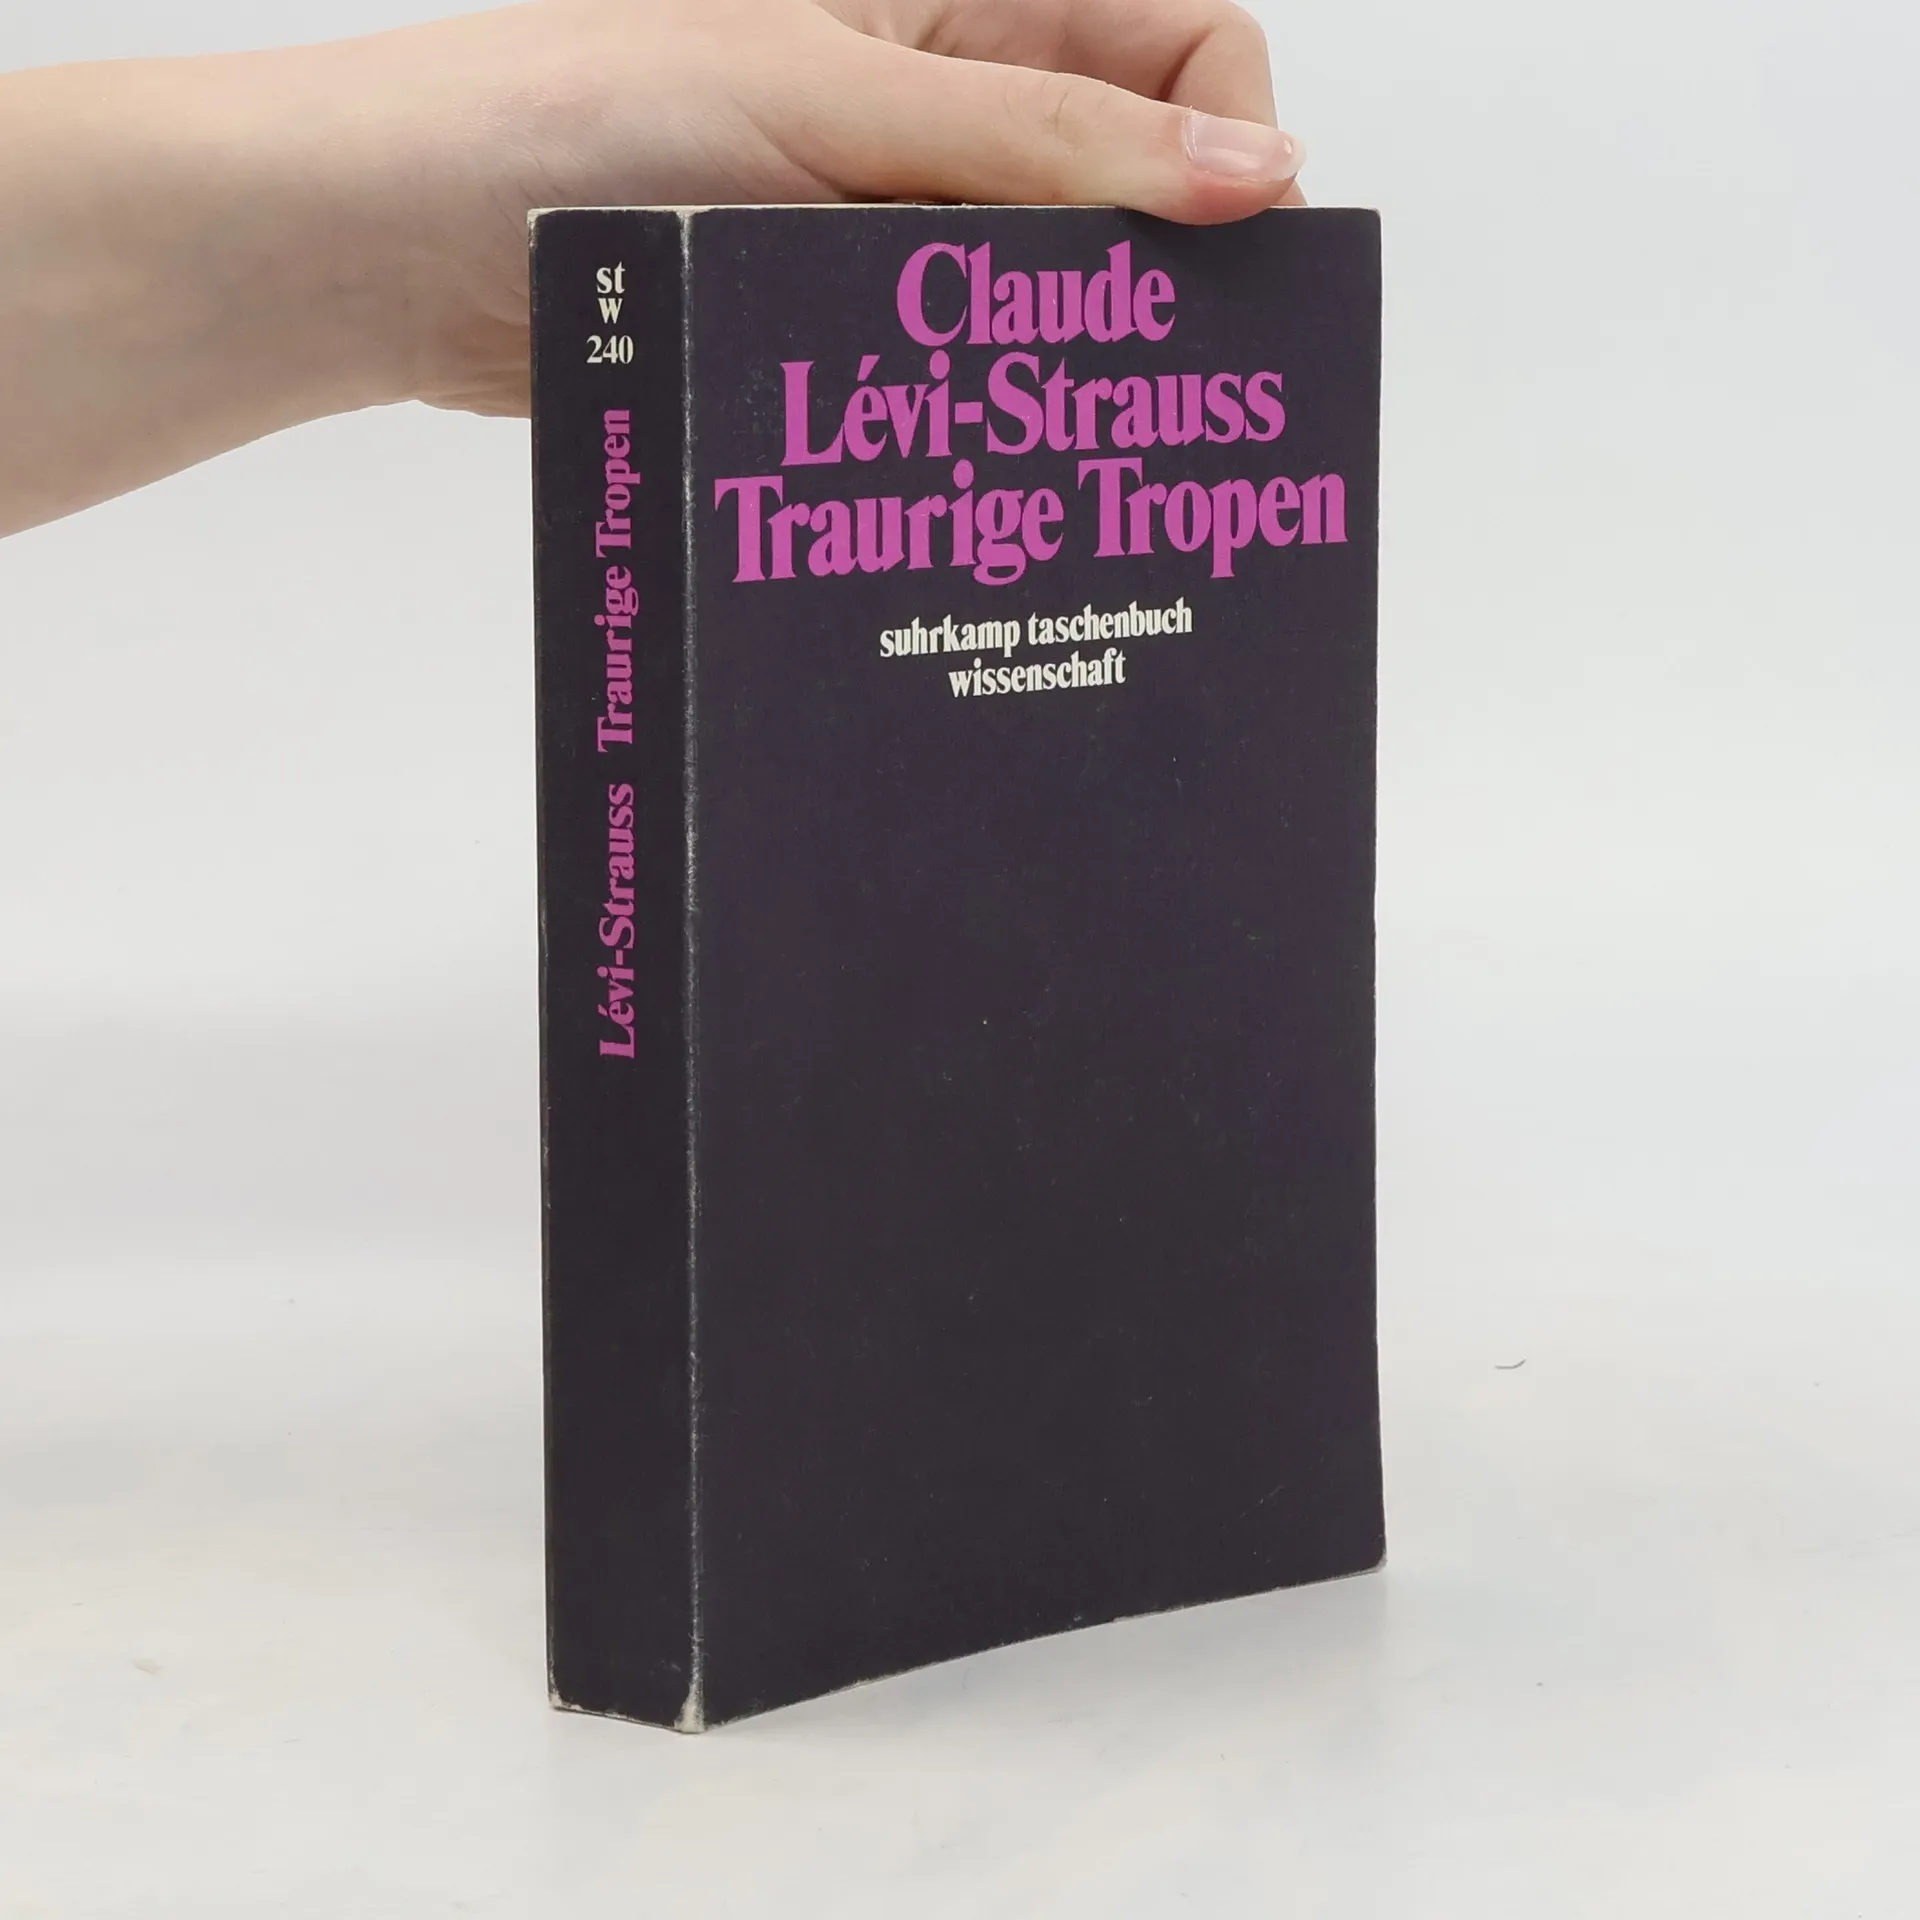 st
w
240
Lévi-Strauss Traurige Tropen
Claude
Lévi-Strauss
Traurige Tropen
suhrkamp taschenbuch
wissenschaft